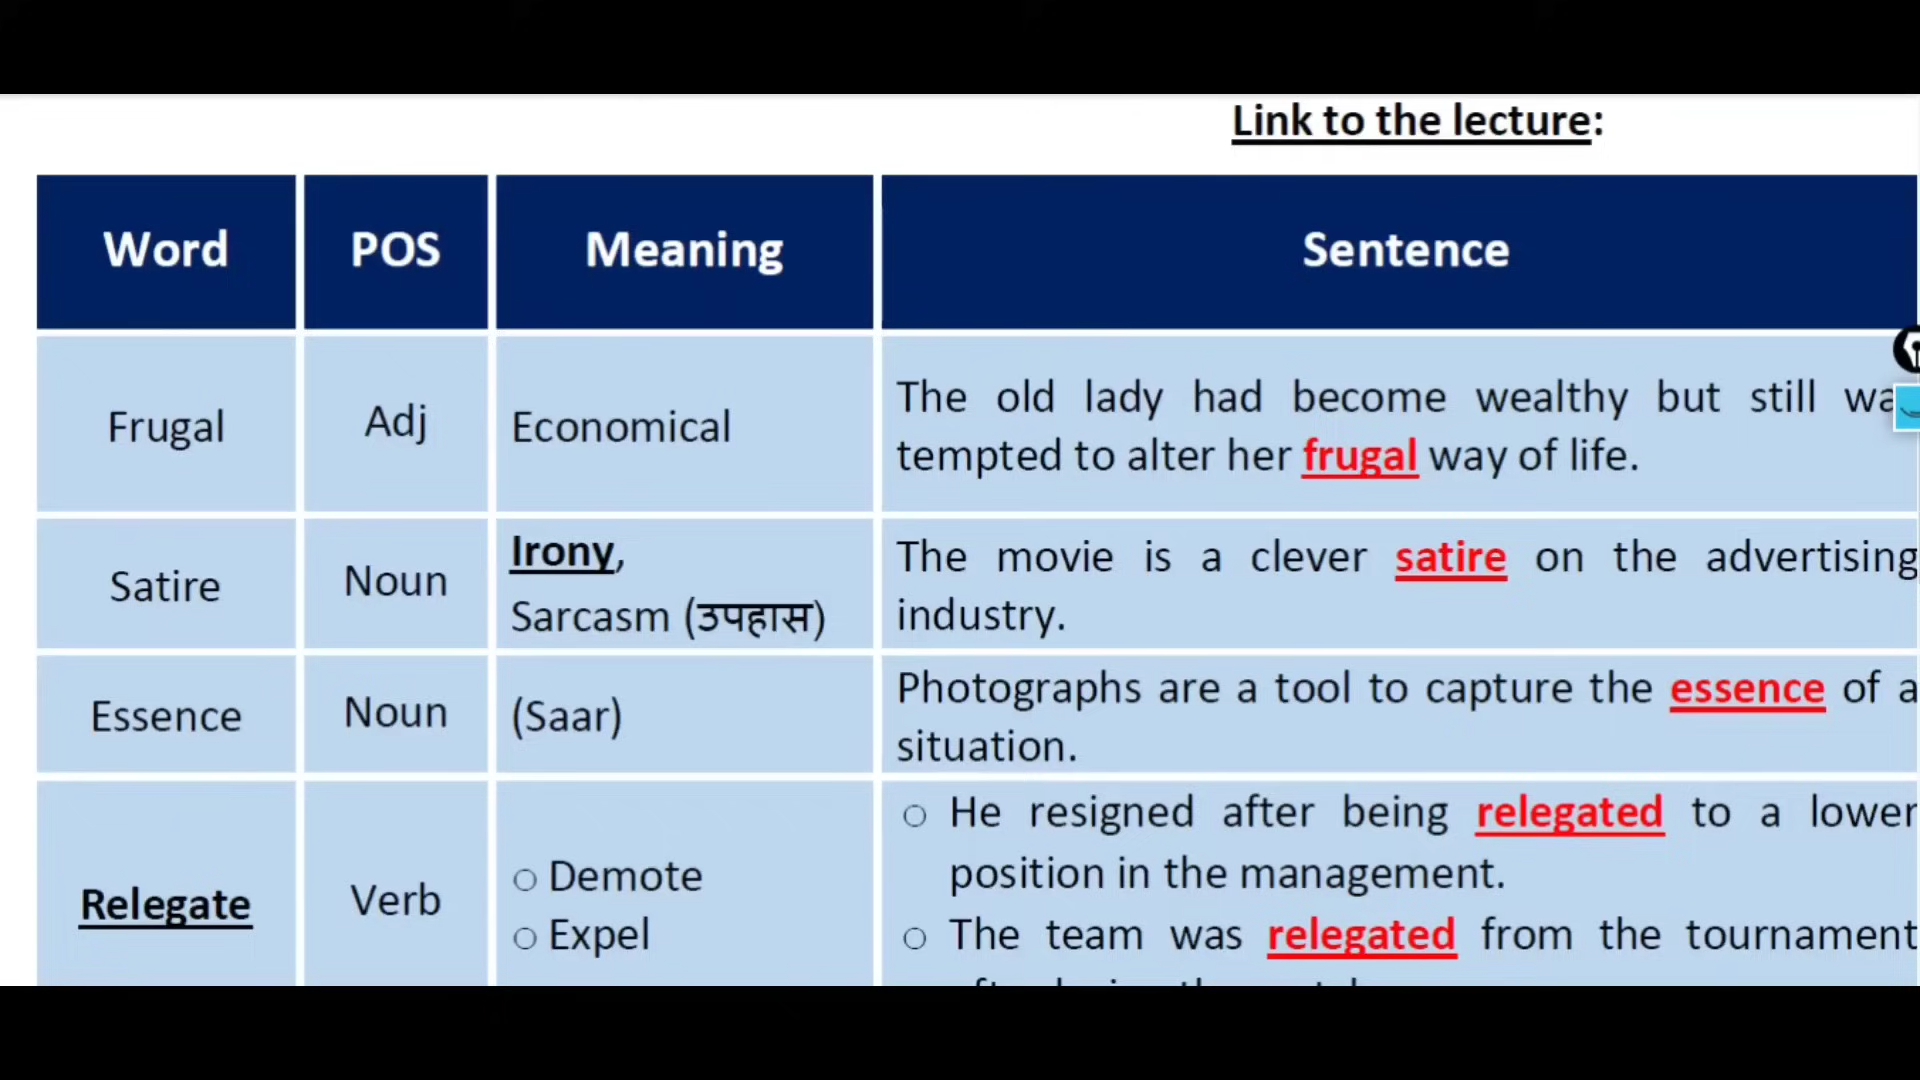 Link to the lecture:
Word POS Meaning Sentence
Frugal Adj Economical
The old lady had become wealthy but still
tempted to alter her frugal way of life.
Satire Noun
Irony,
Sarcasm (उपहास)
The movie is a clever satire on the advertising
industry.
Essence Noun (Saar)
Photographs are a tool to capture the essence of a
situation.
Relegate Verb
○ Demote
○ Expel
○ He resigned after being relegated to a lower
position in the management.
○ The team was relegated from the tournament